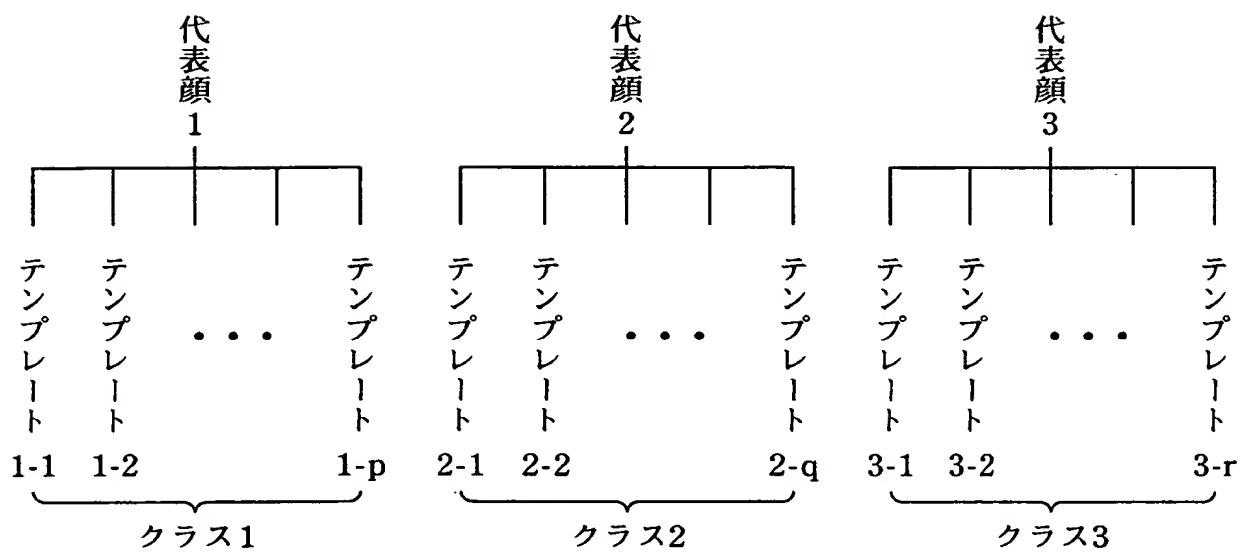 代表顔1
代表顔2
代表顔3
テンプレート1-1
テンプレート1-2
・・・
テンプレート1-p
テンプレート2-1
テンプレート2-2
・・・
テンプレート2-q
テンプレート3-1
テンプレート3-2
・・・
テンプレート3-r
クラス1
クラス2
クラス3